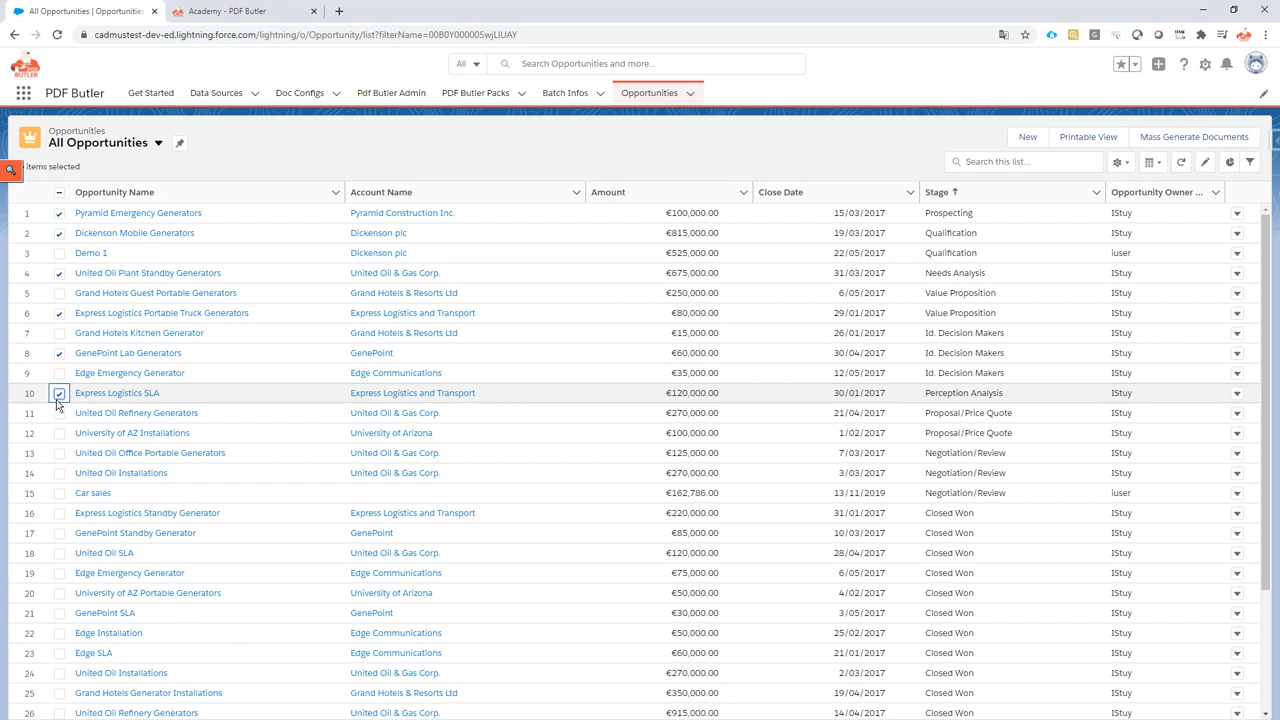 All Opportunities | Opportunities
Academy - PDF Butler
cadmustest-dev-ed.lightning.force.com/lightning/o/Opportunity/list?filterName=00B0Y000005wjLIUAY
All
Search Opportunities and more...
PDF Butler
Get Started
Data Sources
Doc Configs
Pdf Butler Admin
PDF Butler Packs
Batch Infos
Opportunities
Opportunities
All Opportunities
New
Printable View
Mass Generate Documents
items selected
Search this list...
Opportunity Name Account Name Amount Close Date Stage Opportunity Owner ...
1 Pyramid Emergency Generators Pyramid Construction Inc. €100,000.00 15/03/2017 Prospecting IStuy
2 Dickenson Mobile Generators Dickenson plc €815,000.00 19/03/2017 Qualification IStuy
3 Demo 1 Dickenson plc €525,000.00 22/05/2017 Qualification iuser
4 United Oil Plant Standby Generators United Oil & Gas Corp. €675,000.00 31/03/2017 Needs Analysis IStuy
5 Grand Hotels Guest Portable Generators Grand Hotels & Resorts Ltd €250,000.00 6/05/2017 Value Proposition IStuy
6 Express Logistics Portable Truck Generators Express Logistics and Transport €80,000.00 29/01/2017 Value Proposition IStuy
7 Grand Hotels Kitchen Generator Grand Hotels & Resorts Ltd €15,000.00 26/01/2017 Id. Decision Makers IStuy
8 GenePoint Lab Generators GenePoint €60,000.00 30/04/2017 Id. Decision Makers IStuy
9 Edge Emergency Generator Edge Communications €35,000.00 12/05/2017 Id. Decision Makers IStuy
10 Express Logistics SLA Express Logistics and Transport €120,000.00 30/01/2017 Perception Analysis IStuy
11 United Oil Refinery Generators United Oil & Gas Corp. €270,000.00 21/04/2017 Proposal/Price Quote IStuy
12 University of AZ Installations University of Arizona €100,000.00 1/02/2017 Proposal/Price Quote IStuy
13 United Oil Office Portable Generators United Oil & Gas Corp. €125,000.00 7/03/2017 Negotiation/Review IStuy
14 United Oil Installations United Oil & Gas Corp. €270,000.00 3/03/2017 Negotiation/Review IStuy
15 Car sales €162,786.00 13/11/2019 Negotiation/Review iuser
16 Express Logistics Standby Generator Express Logistics and Transport €220,000.00 31/01/2017 Closed Won IStuy
17 GenePoint Standby Generator GenePoint €85,000.00 10/03/2017 Closed Won IStuy
18 United Oil SLA United Oil & Gas Corp. €120,000.00 28/04/2017 Closed Won IStuy
19 Edge Emergency Generator Edge Communications €75,000.00 6/05/2017 Closed Won IStuy
20 University of AZ Portable Generators University of Arizona €50,000.00 4/02/2017 Closed Won IStuy
21 GenePoint SLA GenePoint €30,000.00 3/05/2017 Closed Won IStuy
22 Edge Installation Edge Communications €50,000.00 25/02/2017 Closed Won IStuy
23 Edge SLA Edge Communications €60,000.00 21/01/2017 Closed Won IStuy
24 United Oil Installations United Oil & Gas Corp. €270,000.00 2/03/2017 Closed Won IStuy
25 Grand Hotels Generator Installations Grand Hotels & Resorts Ltd €350,000.00 19/04/2017 Closed Won IStuy
26 United Oil Refinery Generators United Oil & Gas Corp. €915,000.00 14/04/2017 Closed Won IStuy